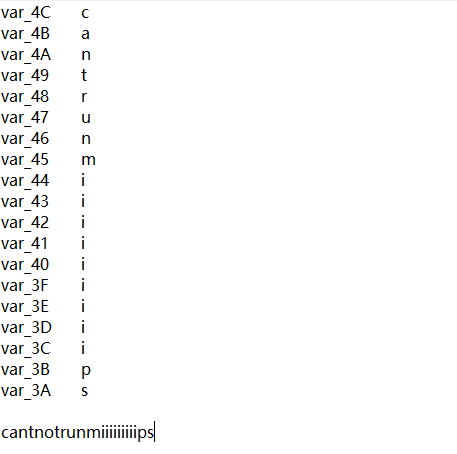 var_4C c
var_4B a
var_4A n
var_49 t
var_48 r
var_47 u
var_46 n
var_45 m
var_44 i
var_43 i
var_42 i
var_41 i
var_40 i
var_3F i
var_3E i
var_3D i
var_3C i
var_3B p
var_3A s
cantnotrunmiiiiiiiiips